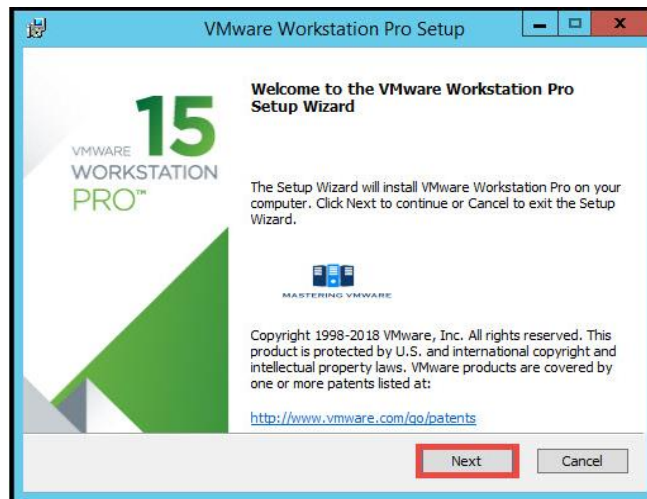 VMware Workstation Pro Setup
Welcome to the VMware Workstation Pro
Setup Wizard
VMWARE 15
WORKSTATION
PRO™
The Setup Wizard will install VMware Workstation Pro on your
computer. Click Next to continue or Cancel to exit the Setup
Wizard.
MASTERING VMWARE
Copyright 1998-2018 VMware, Inc. All rights reserved. This
product is protected by U.S. and international copyright and
intellectual property laws. VMware products are covered by
one or more patents listed at:
http://www.vmware.com/go/patents
Next
Cancel